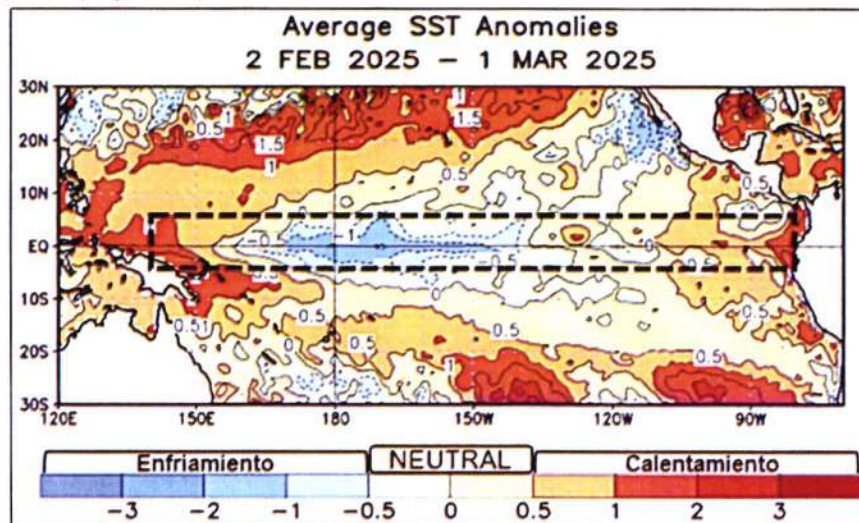 Average SST Anomalies
2 FEB 2025 – 1 MAR 2025
30N
20N
10N
EQ
10S
20S
30S
120E 150E 180 150W 120W 90W
Enfriamiento NEUTRAL Calentamiento
-3 -2 -1 -0.5 0 0.5 1 2 3